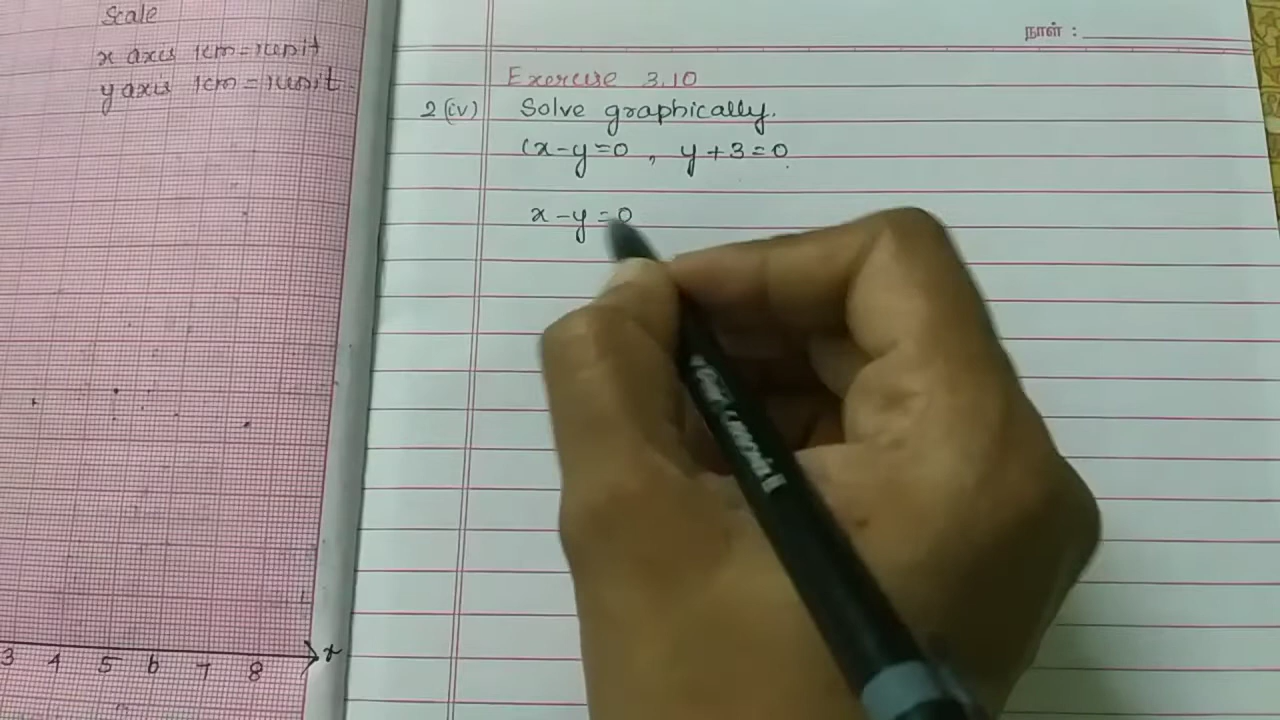 Scale
x axis 1cm=1unit
y axis 1cm=1unit
3 4 5 6 7 8 x
நாள் :
Exercise 3.10
2 (iv) Solve graphically.
(x-y=0 , y+3=0.
x-y=0